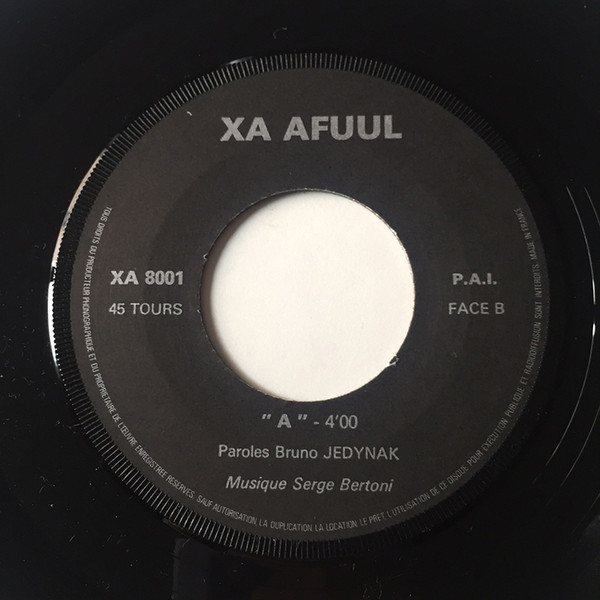 XA AFUUL
XA 8001
45 TOURS
P.A.I.
FACE B
" A " - 4'00
Paroles Bruno JEDYNAK
Musique Serge Bertoni
TOUS DROITS DU PRODUCTEUR PHONOGRAPHIQUE ET DU PROPRIETAIRE DE L'ŒUVRE ENREGISTREE RESERVES. SAUF AUTORISATION, LA DUPLICATION, LA LOCATION, LE PRET, L'UTILISATION DE CE DISQUE POUR EXECUTION PUBLIQUE ET RADIODIFFUSION SONT INTERDITS. MADE IN FRANCE